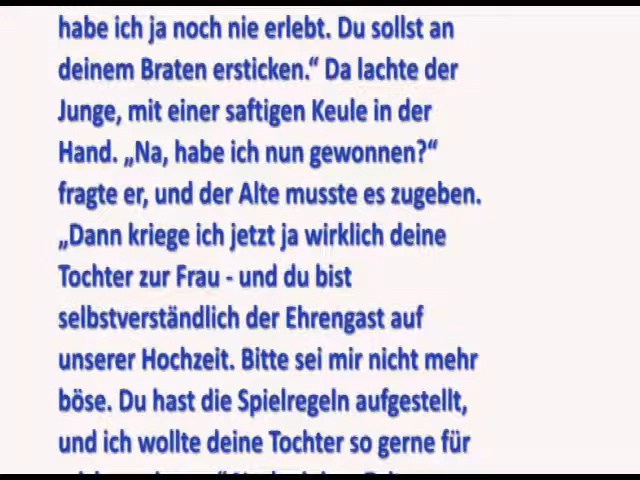 habe ich ja noch nie erlebt. Du sollst an
deinem Braten ersticken.“ Da lachte der
Junge, mit einer saftigen Keule in der
Hand. „Na, habe ich nun gewonnen?“
fragte er, und der Alte musste es zugeben.
„Dann kriege ich jetzt ja wirklich deine
Tochter zur Frau - und du bist
selbstverständlich der Ehrengast auf
unserer Hochzeit. Bitte sei mir nicht mehr
böse. Du hast die Spielregeln aufgestellt,
und ich wollte deine Tochter so gerne für